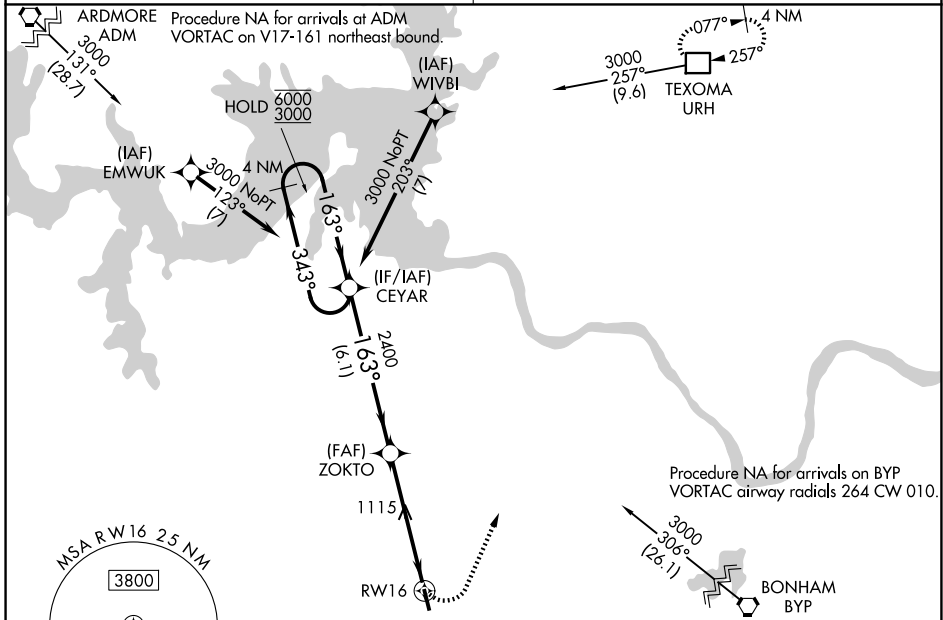 ARDMORE
ADM
Procedure NA for arrivals at ADM
VORTAC on V17-161 northeast bound.
3000
131°
(28.7)
077°
4 NM
257°
3000
257°
(9.6)
TEXOMA
URH
(IAF)
WIVBI
HOLD
6000
3000
3000 NoPT
203°
(7)
(IAF)
EMWUK
3000 NoPT
123°
(7)
4 NM
163°
343°
(IF/IAF)
CEYAR
2400
163°
(6.1)
(FAF)
ZOKTO
1115
RW16
Procedure NA for arrivals on BYP
VORTAC airway radials 264 CW 010.
3000
306°
(26.1)
BONHAM
BYP
MSA RW16 25 NM
3800